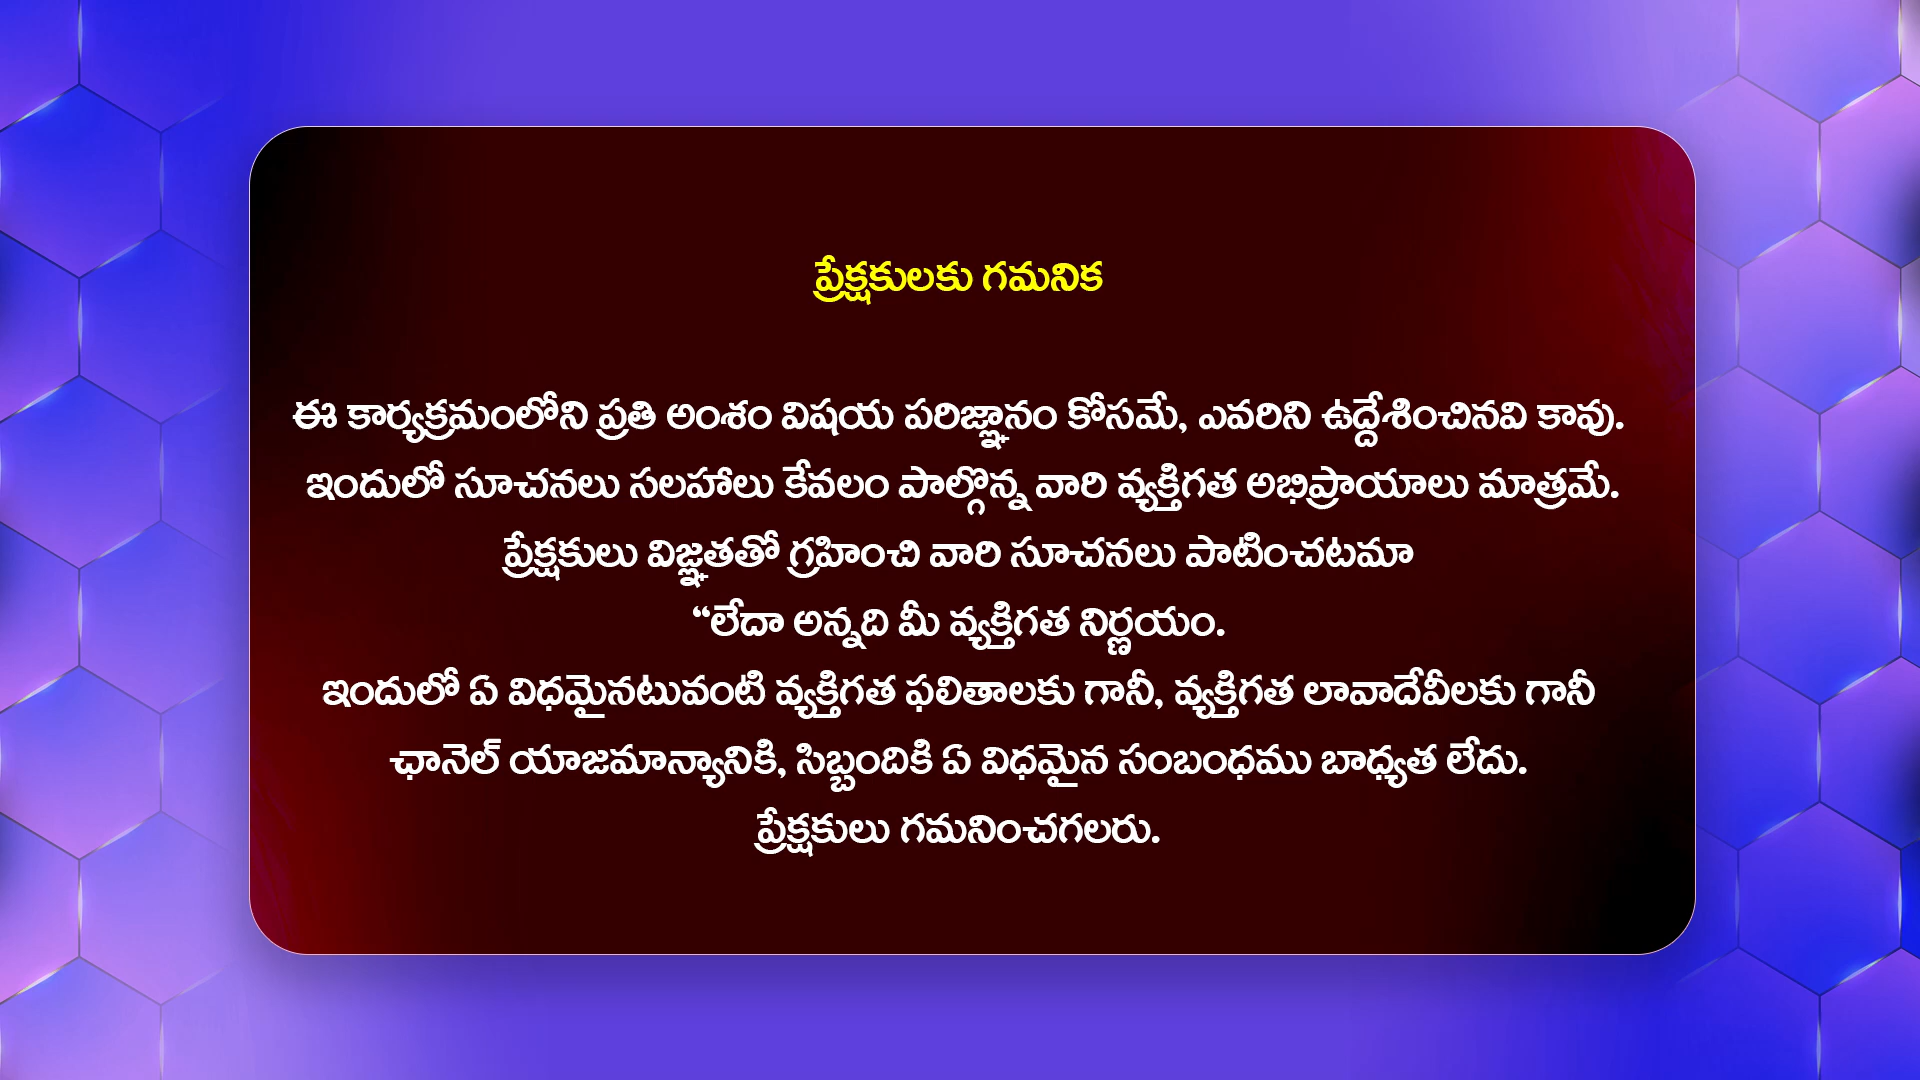 ప్రేక్షకులకు గమనిక
ఈ కార్యక్రమంలోని ప్రతి అంశం విషయ పరిజ్ఞానం కోసమే, ఎవరిని ఉద్దేశించినవి కావు.
ఇందులో సూచనలు సలహాలు కేవలం పాల్గొన్న వారి వ్యక్తిగత అభిప్రాయాలు మాత్రమే.
ప్రేక్షకులు విజ్ఞతతో గ్రహించి వారి సూచనలు పాటించటమా
“లేదా అన్నది మీ వ్యక్తిగత నిర్ణయం.
ఇందులో ఏ విధమైనటువంటి వ్యక్తిగత ఫలితాలకు గానీ, వ్యక్తిగత లావాదేవీలకు గానీ
ఛానెల్ యాజమాన్యానికి, సిబ్బందికి ఏ విధమైన సంబంధము బాధ్యత లేదు.
ప్రేక్షకులు గమనించగలరు.